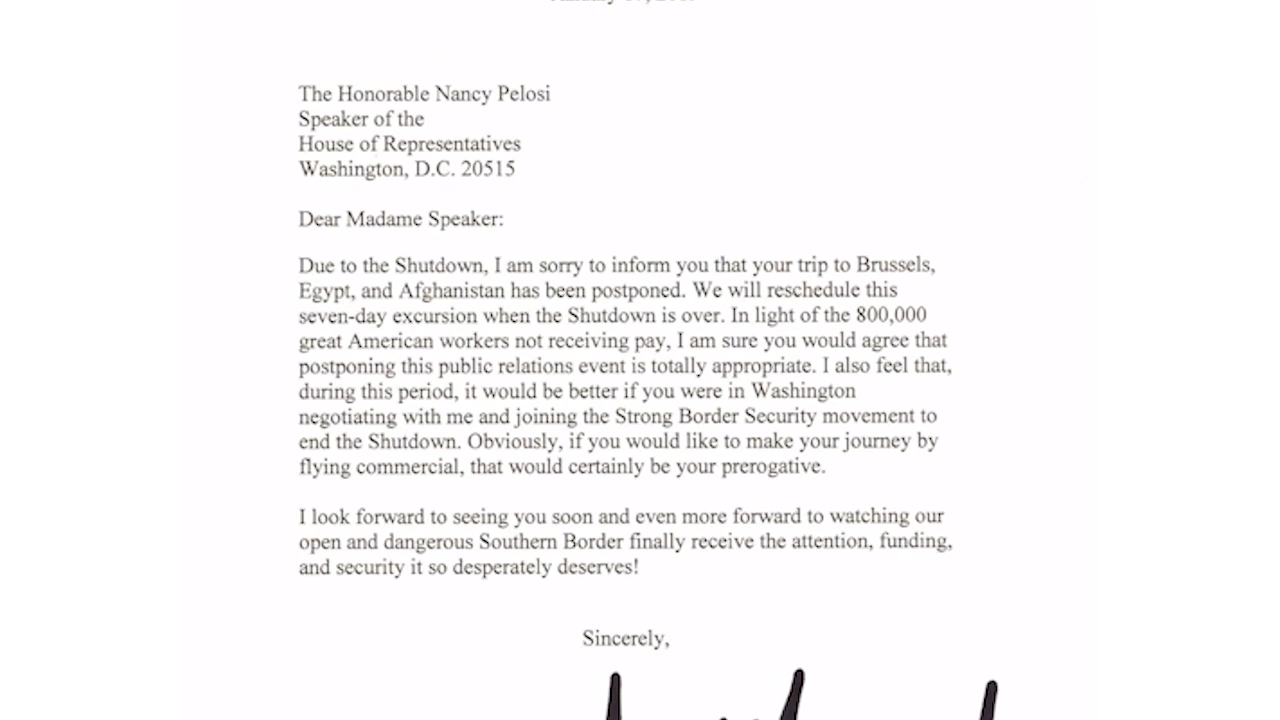 The Honorable Nancy Pelosi
Speaker of the
House of Representatives
Washington, D.C. 20515
Dear Madame Speaker:
Due to the Shutdown, I am sorry to inform you that your trip to Brussels,
Egypt, and Afghanistan has been postponed. We will reschedule this
seven-day excursion when the Shutdown is over. In light of the 800,000
great American workers not receiving pay, I am sure you would agree that
postponing this public relations event is totally appropriate. I also feel that,
during this period, it would be better if you were in Washington
negotiating with me and joining the Strong Border Security movement to
end the Shutdown. Obviously, if you would like to make your journey by
flying commercial, that would certainly be your prerogative.
I look forward to seeing you soon and even more forward to watching our
open and dangerous Southern Border finally receive the attention, funding,
and security it so desperately deserves!
Sincerely,